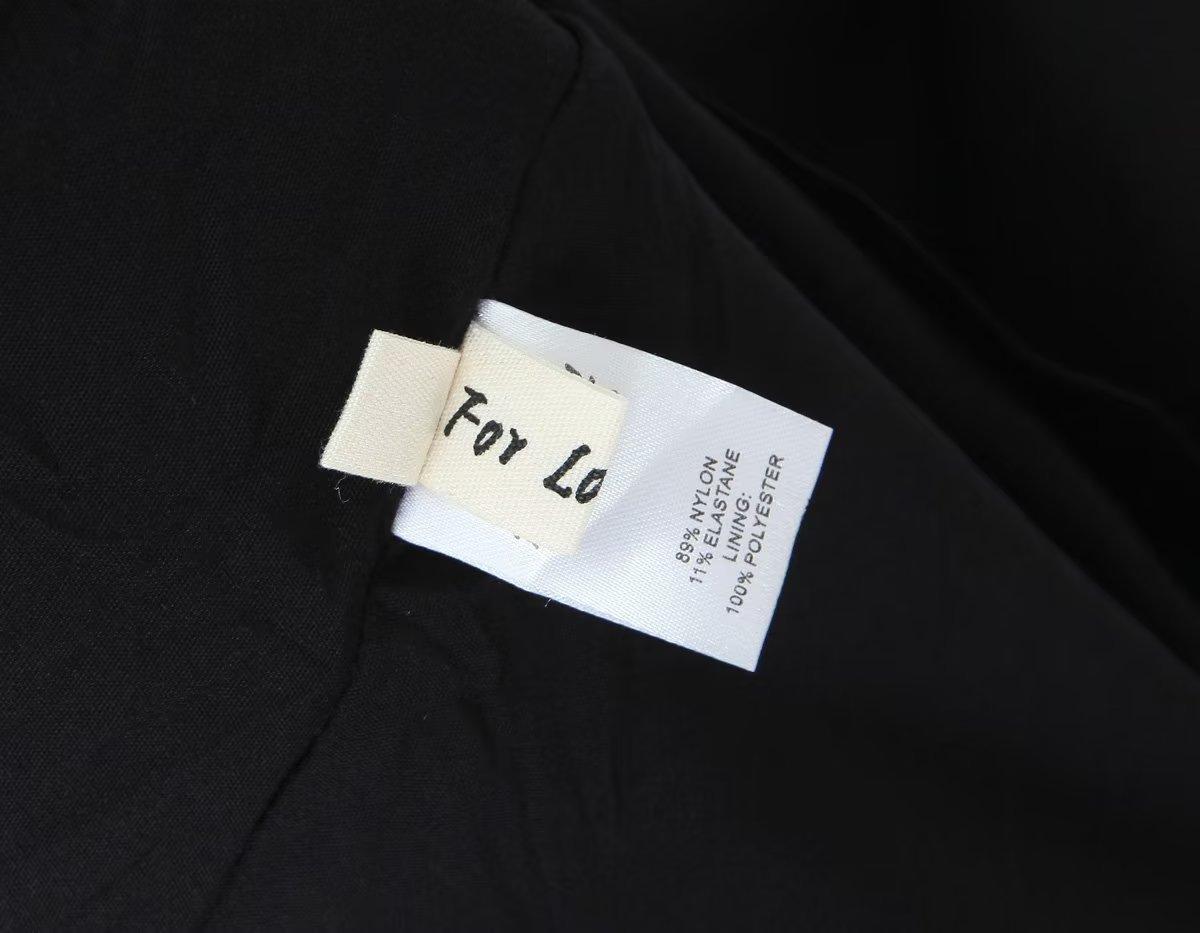 For Lo
89% NYLON
11% ELASTANE
LINING:
100% POLYESTER